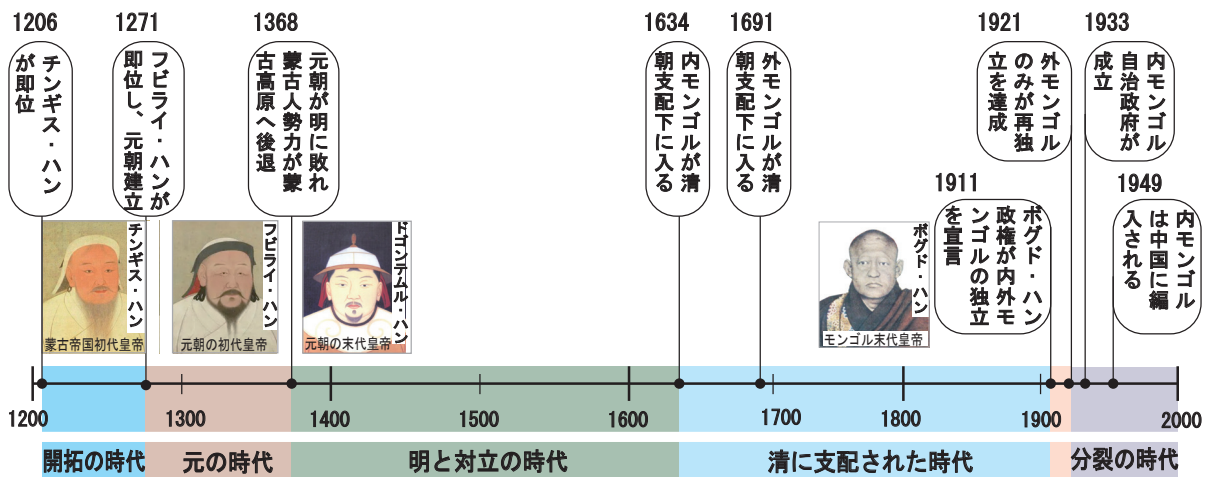 1206
チンギス・ハン
が即位
1271
フビライ・ハンが
即位し、元朝建立
1368
元朝が明に敗れ
蒙古人勢力が蒙
古高原へ後退
1634
内モンゴルが清
朝支配下に入る
1691
外モンゴルが清
朝支配下に入る
1921
外モンゴル
のみが再独
立を達成
1933
内モンゴル
自治政府が
成立
1911
ボグド・ハン
政権が内外モ
ンゴルの独立
を宣言
1949
内モンゴル
は中国に編
入される
チンギス・ハン
蒙古帝国初代皇帝
フビライ・ハン
元朝の初代皇帝
ドゴンテムル・ハン
元朝の末代皇帝
ボグド・ハン
モンゴル末代皇帝
1200
1300
1400
1500
1600
1700
1800
1900
2000
開拓の時代
元の時代
明と対立の時代
清に支配された時代
分裂の時代